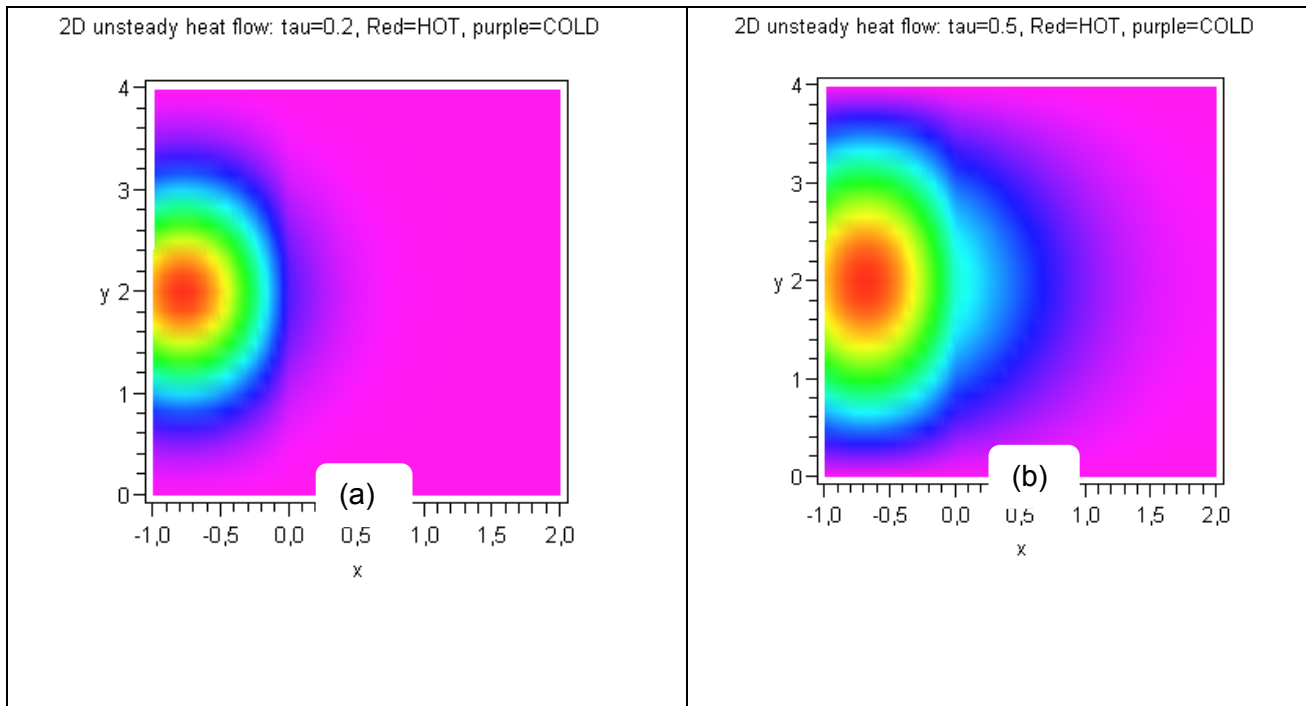 2D unsteady heat flow: tau=0.2, Red=HOT, purple=COLD
4
3
y 2
1
0
(a)
-1,0 -0,5 0,0 0,5 1,0 1,5 2,0
x
2D unsteady heat flow: tau=0.5, Red=HOT, purple=COLD
4
3
y 2
1
0
(b)
-1,0 -0,5 0,0 0,5 1,0 1,5 2,0
x